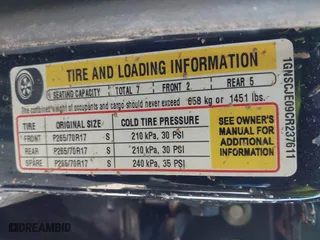 TIRE AND LOADING INFORMATION
SEATING CAPACITY TOTAL 7 FRONT 2 REAR 5
The combined weight of occupants and cargo should never exceed 658 kg or 1451 lbs.
TIRE ORIGINAL SIZE COLD TIRE PRESSURE
FRONT P265/70R17 S 210 kPa, 30 PSI
REAR P265/70R17 S 210 kPa, 30 PSI
SPARE P265/70R17 S 240 kPa, 35 PSI
SEE OWNER'S
MANUAL FOR
ADDITIONAL
INFORMATION
1GNSCJE09CR237611
DREAMBID